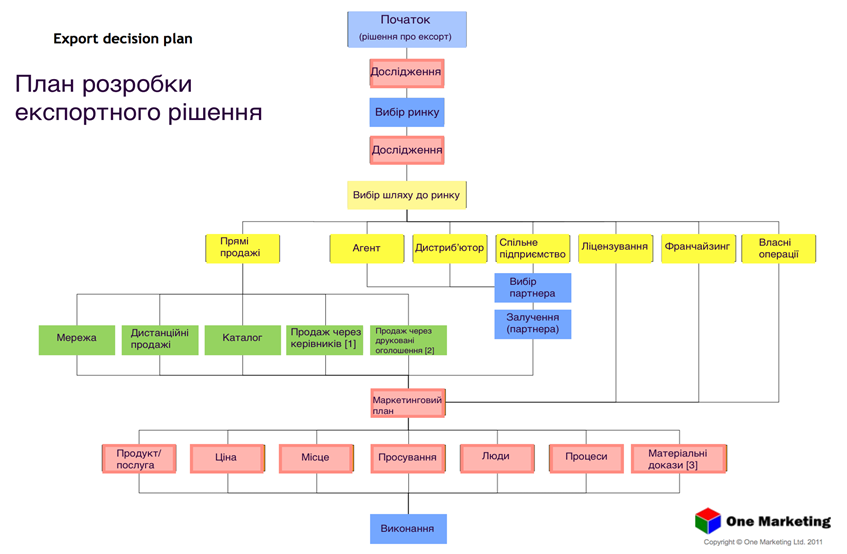 Export decision plan
План розробки
експортного рішення
Початок
(рішення про експорт)
Дослідження
Вибір ринку
Дослідження
Вибір шляху до ринку
Прямі
продажі
Агент
Дистриб'ютор
Спільне
підприємство
Ліцензування
Франчайзинг
Власні
операції
Вибір
партнера
Залучення
(партнера)
Мережа
Дистанційні
продажі
Каталог
Продаж через
керівників [1]
Продаж через
друковані
оголошення [2]
Маркетинговий
план
Продукт/
послуга
Ціна
Місце
Просування
Люди
Процеси
Матеріальні
докази [3]
Виконання
One Marketing
Copyright © One Marketing Ltd. 2011